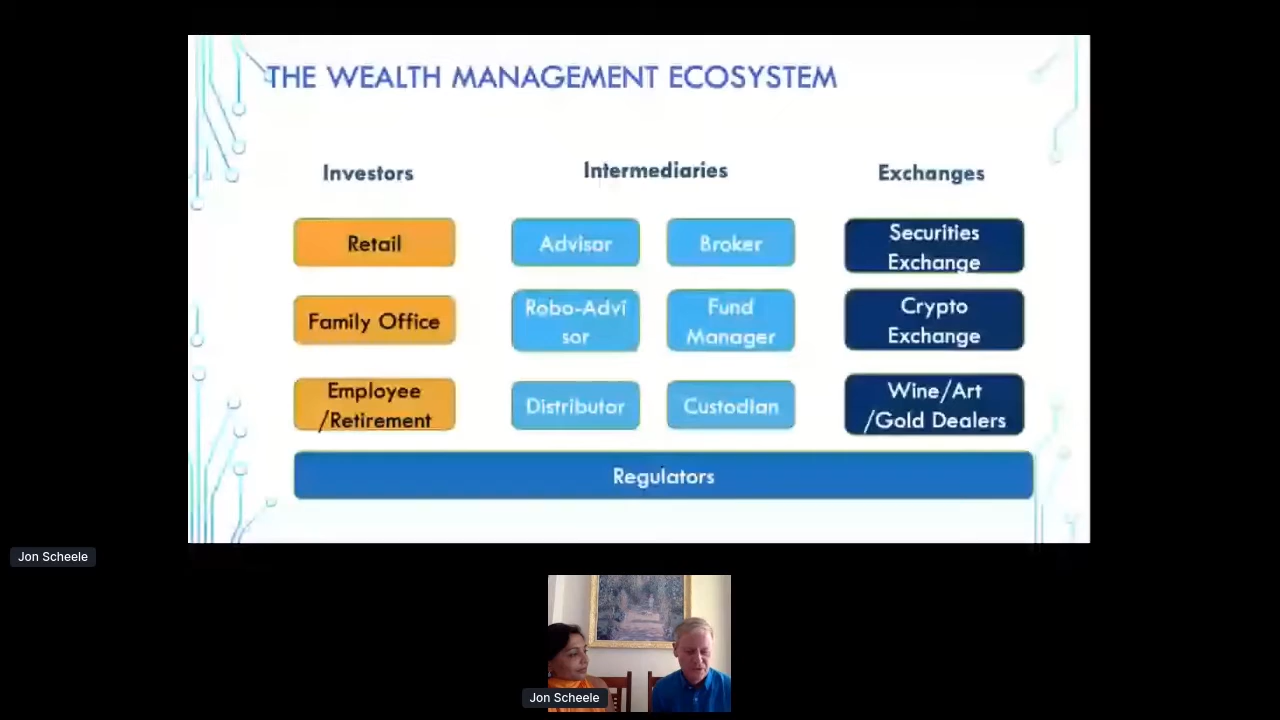 THE WEALTH MANAGEMENT ECOSYSTEM
Investors
Intermediaries
Exchanges
Retail
Advisor
Broker
Securities
Exchange
Family Office
Robo-Advi
sor
Fund
Manager
Crypto
Exchange
Employee
/Retirement
Distributor
Custodian
Wine/Art
/Gold Dealers
Regulators
Jon Scheele
Jon Scheele